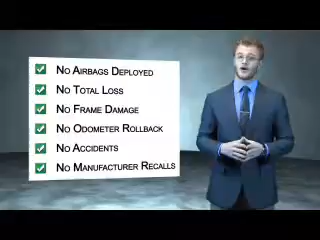 No Airbags Deployed
No Total Loss
No Frame Damage
No Odometer Rollback
No Accidents
No Manufacturer Recalls